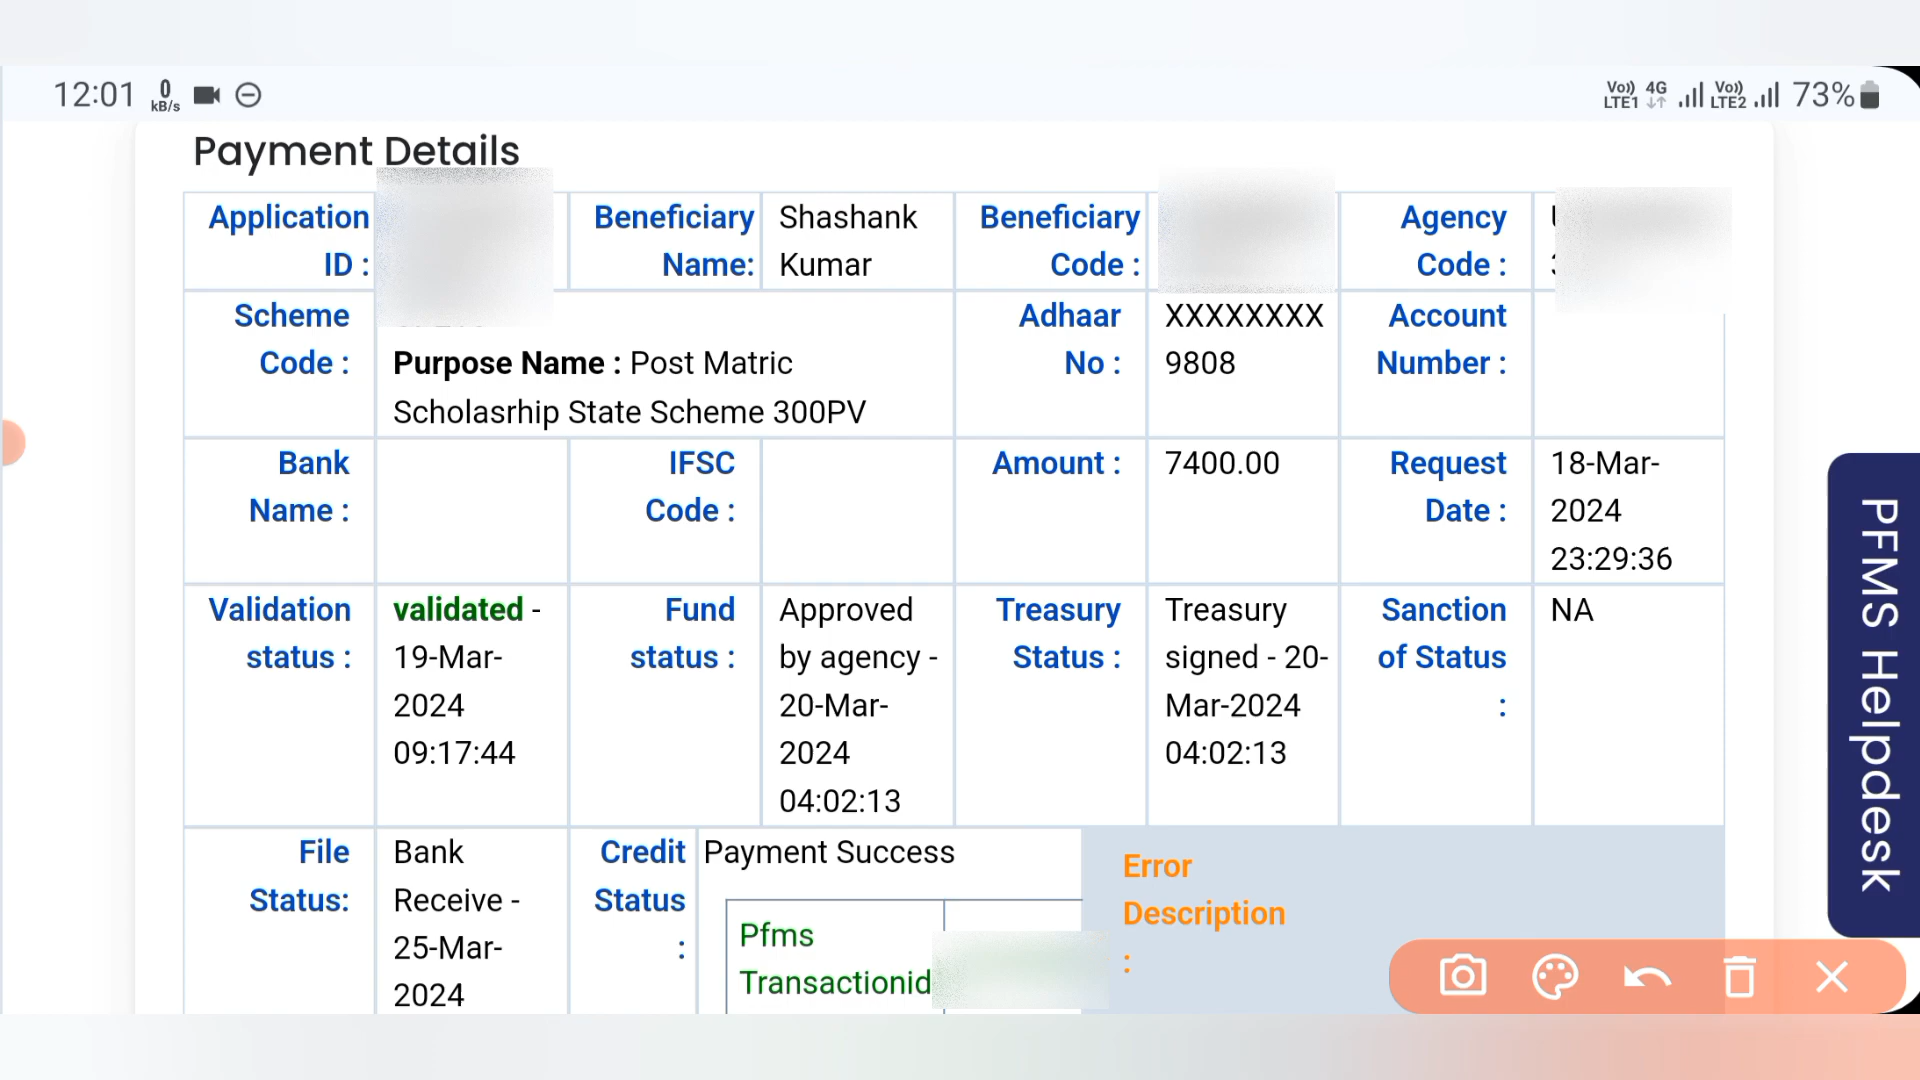 12:01 0 kB/s Vo)) LTE1 4G Vo)) LTE2 73%
Payment Details
Application ID :
Beneficiary Name: Shashank Kumar
Beneficiary Code :
Agency Code :
Scheme Code :
Purpose Name : Post Matric
Scholasrhip State Scheme 300PV
Adhaar No : XXXXXXXX 9808
Account Number :
Bank Name :
IFSC Code :
Amount : 7400.00
Request Date : 18-Mar-2024 23:29:36
Validation status : validated - 19-Mar-2024 09:17:44
Fund status : Approved by agency - 20-Mar-2024 04:02:13
Treasury Status : Treasury signed - 20-Mar-2024 04:02:13
Sanction of Status : NA
File Status: Bank Receive - 25-Mar-2024
Credit Status : Payment Success
Pfms Transactionid
Error Description :
PFMS Helpdesk